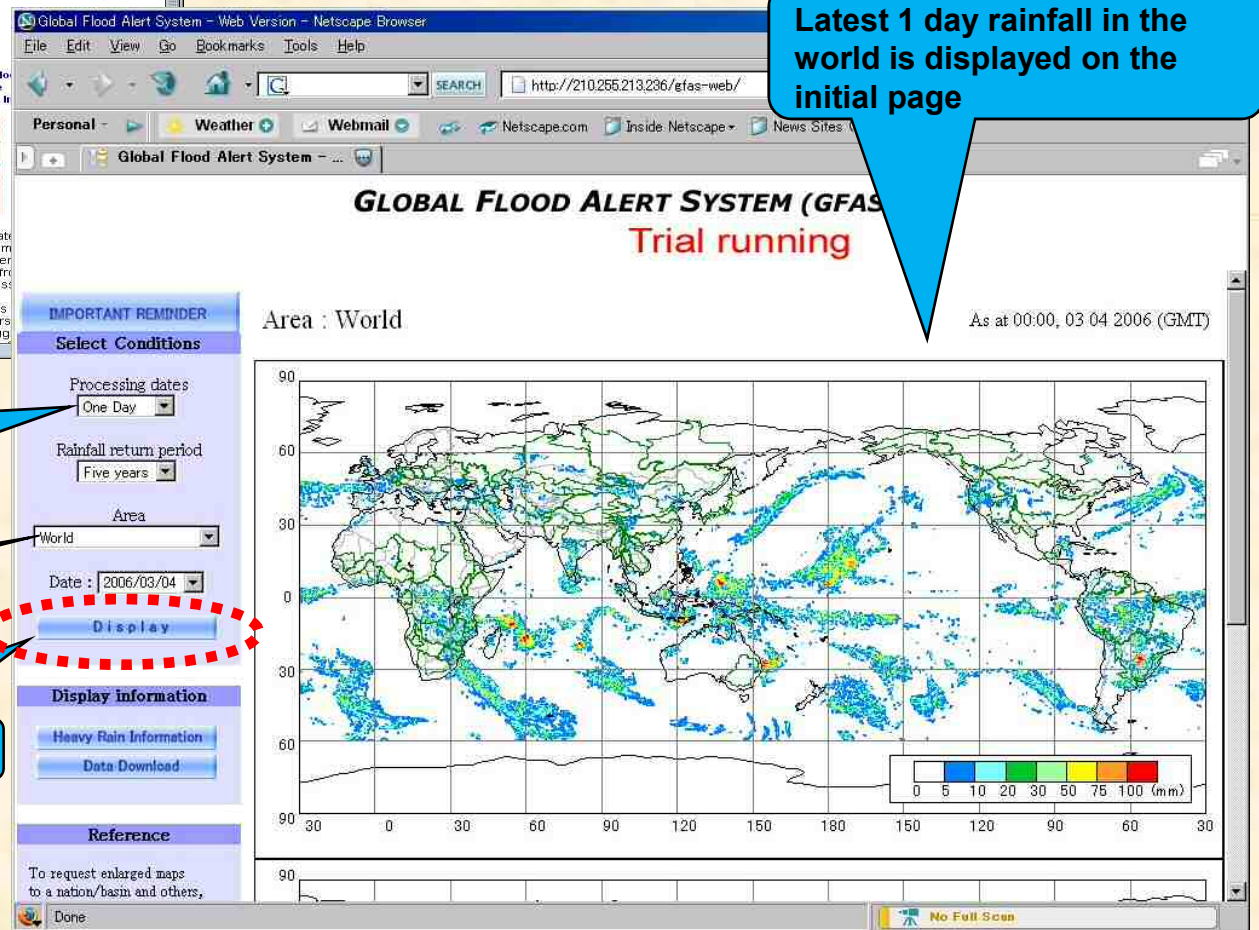 Global Flood Alert System - Web Version - Netscape Browser
File Edit View Go Bookmarks Tools Help
SEARCH http://210.255.213.236/gfas-web/
Personal - Weather Webmail Netscape.com Inside Netscape News Sites
Global Flood Alert System - ...
Latest 1 day rainfall in the
world is displayed on the
initial page
GLOBAL FLOOD ALERT SYSTEM (GFAS
Trial running
IMPORTANT REMINDER
Select Conditions
Processing dates
One Day
Rainfall return period
Five years
Area
World
Date : 2006/03/04
Display
Display information
Heavy Rain Information
Data Download
Reference
To request enlarged maps
to a nation/basin and others,
Area : World
As at 00:00, 03 04 2006 (GMT)
90
60
30
0
30
60
90
0 5 10 20 30 50 75 100 (mm)
30 0 30 60 90 120 150 180 150 120 90 60 30
90
Done
No Full Scan